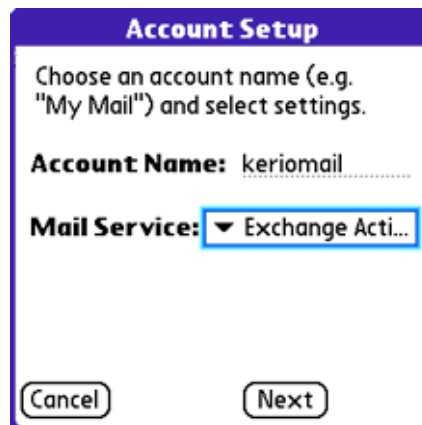 Account Setup
Choose an account name (e.g.
"My Mail") and select settings.
Account Name: keriomail
Mail Service: Exchange Acti...
Cancel Next